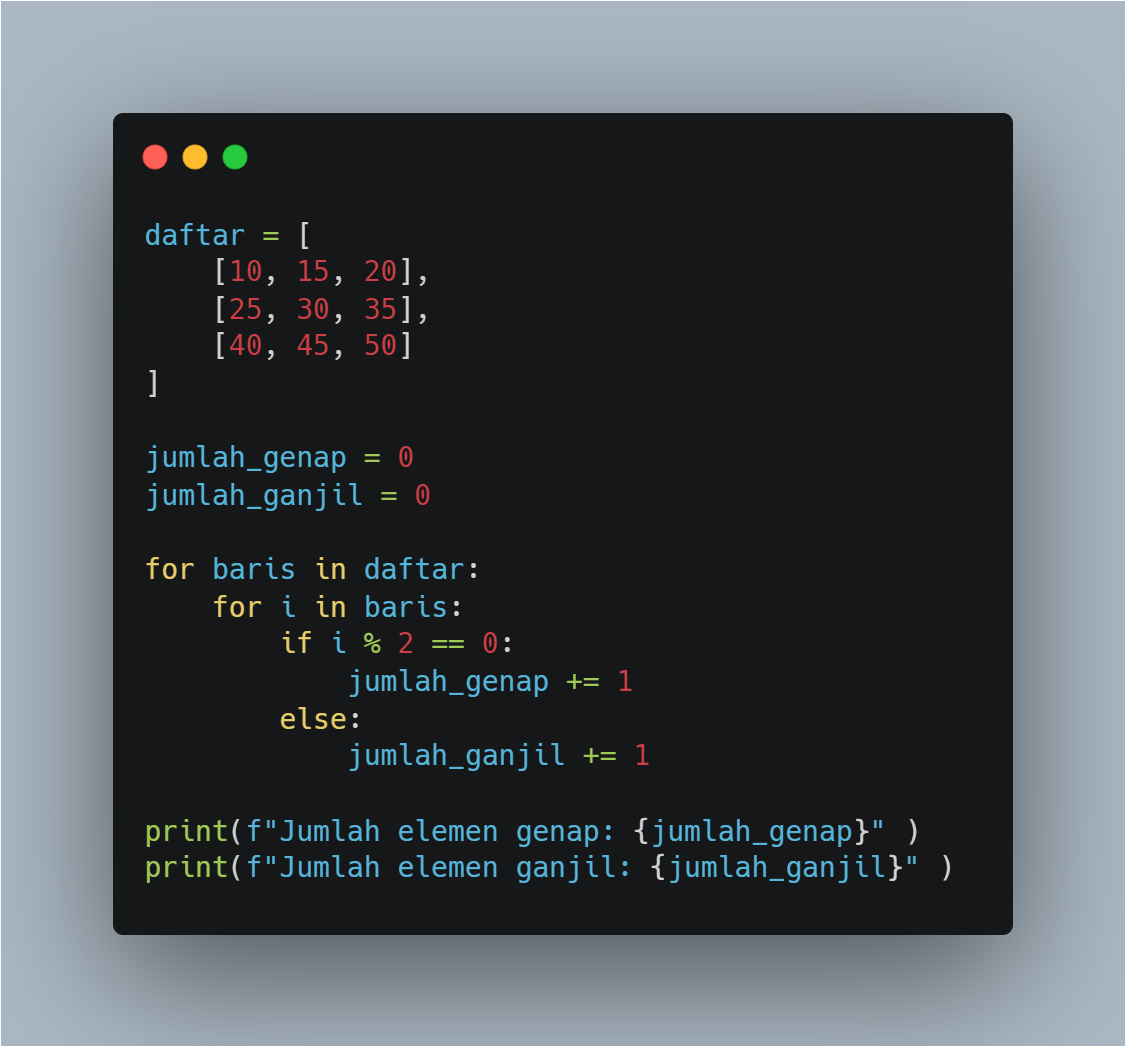 daftar = [
    [10, 15, 20],
    [25, 30, 35],
    [40, 45, 50]
]

jumlah_genap = 0
jumlah_ganjil = 0

for baris in daftar:
    for i in baris:
        if i % 2 == 0:
            jumlah_genap += 1
        else:
            jumlah_ganjil += 1

print(f"Jumlah elemen genap: {jumlah_genap}" )
print(f"Jumlah elemen ganjil: {jumlah_ganjil}" )